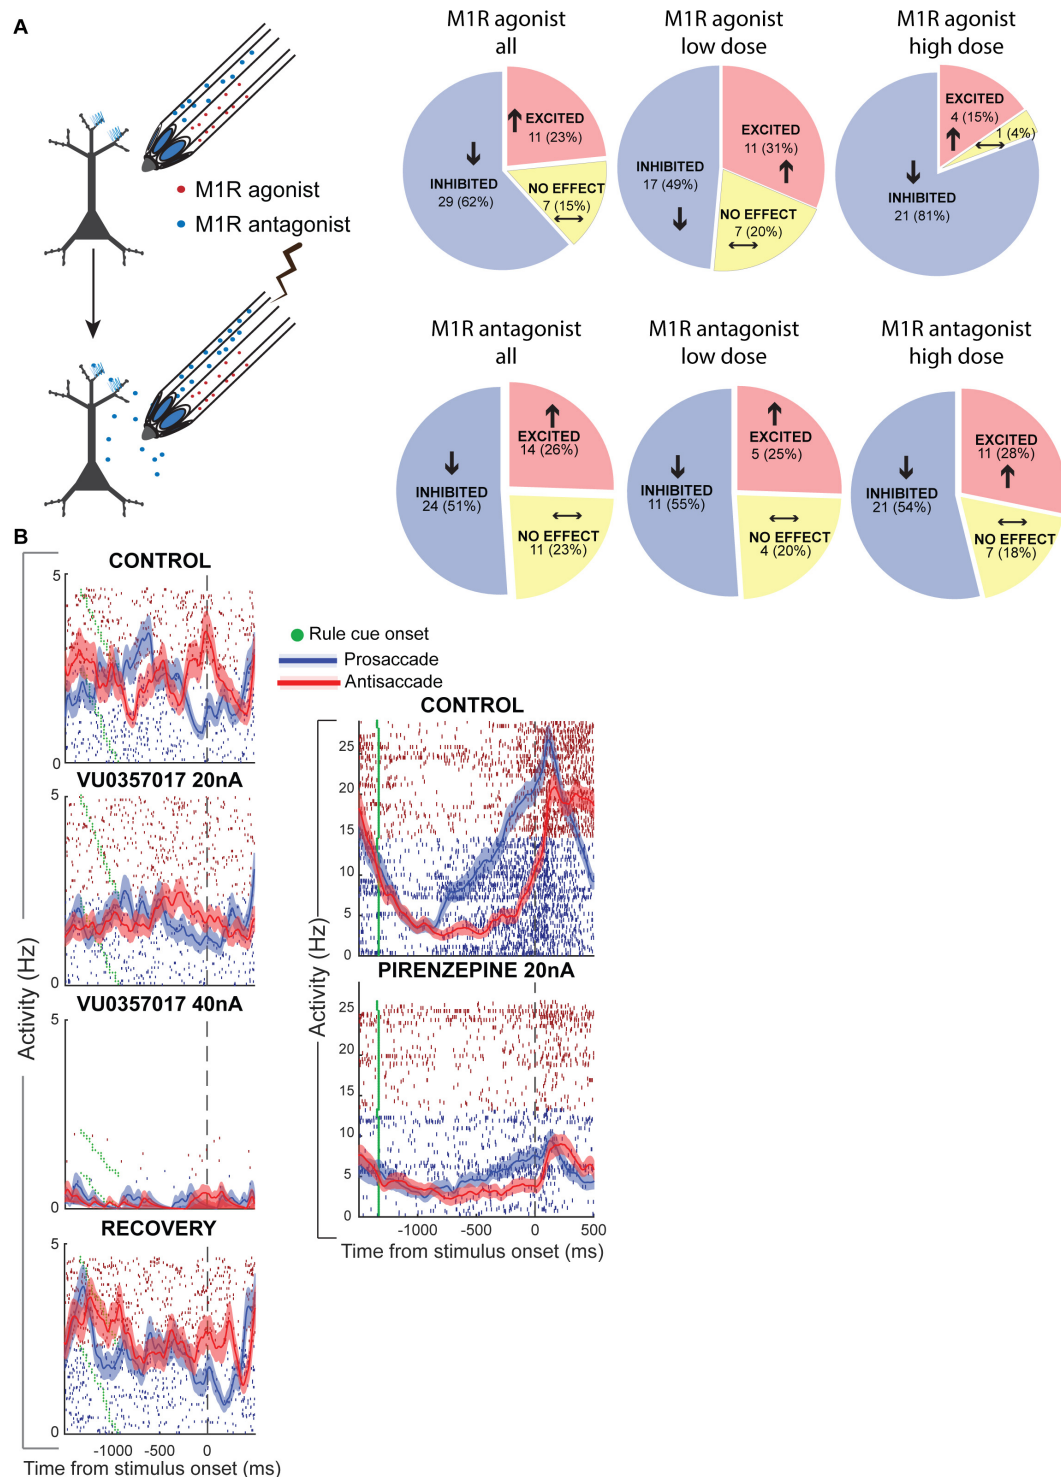 A
M1R agonist
M1R antagonist
M1R agonist
all
EXCITED
11 (23%)
INHIBITED
29 (62%)
NO EFFECT
7 (15%)
M1R agonist
low dose
EXCITED
11 (31%)
INHIBITED
17 (49%)
NO EFFECT
7 (20%)
M1R agonist
high dose
EXCITED
4 (15%)
1 (4%)
INHIBITED
21 (81%)
M1R antagonist
all
EXCITED
14 (26%)
INHIBITED
24 (51%)
NO EFFECT
11 (23%)
M1R antagonist
low dose
EXCITED
5 (25%)
INHIBITED
11 (55%)
NO EFFECT
4 (20%)
M1R antagonist
high dose
EXCITED
11 (28%)
INHIBITED
21 (54%)
NO EFFECT
7 (18%)
B
CONTROL
5
0
VU0357017 20nA
5
0
VU0357017 40nA
5
0
RECOVERY
5
0
-1000 -500 0
Time from stimulus onset (ms)
Activity (Hz)
Rule cue onset
Prosaccade
Antisaccade
CONTROL
25
20
15
10
5
0
PIRENZEPINE 20nA
25
20
15
10
5
0
-1000 -500 0 500
Time from stimulus onset (ms)
Activity (Hz)